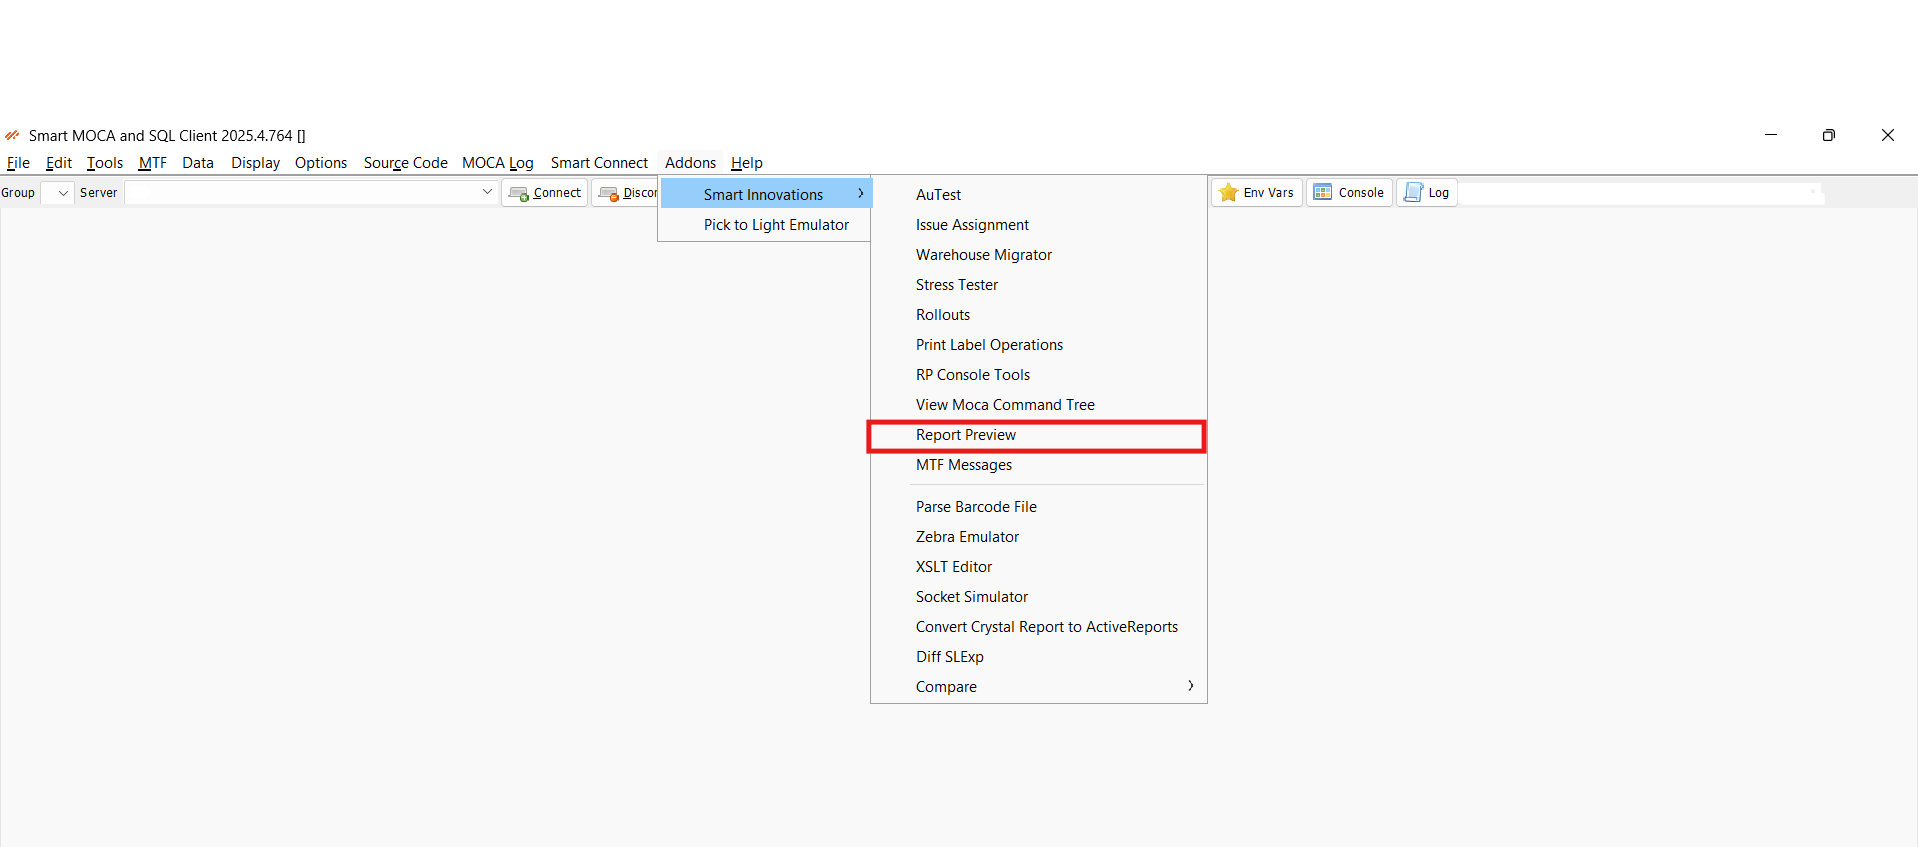 Smart MOCA and SQL Client 2025.4.764 []
File Edit Tools MTF Data Display Options Source Code MOCA Log Smart Connect Addons Help
Group Server Connect Discor Env Vars Console Log
Smart Innovations
Pick to Light Emulator
AuTest
Issue Assignment
Warehouse Migrator
Stress Tester
Rollouts
Print Label Operations
RP Console Tools
View Moca Command Tree
Report Preview
MTF Messages
Parse Barcode File
Zebra Emulator
XSLT Editor
Socket Simulator
Convert Crystal Report to ActiveReports
Diff SLExp
Compare